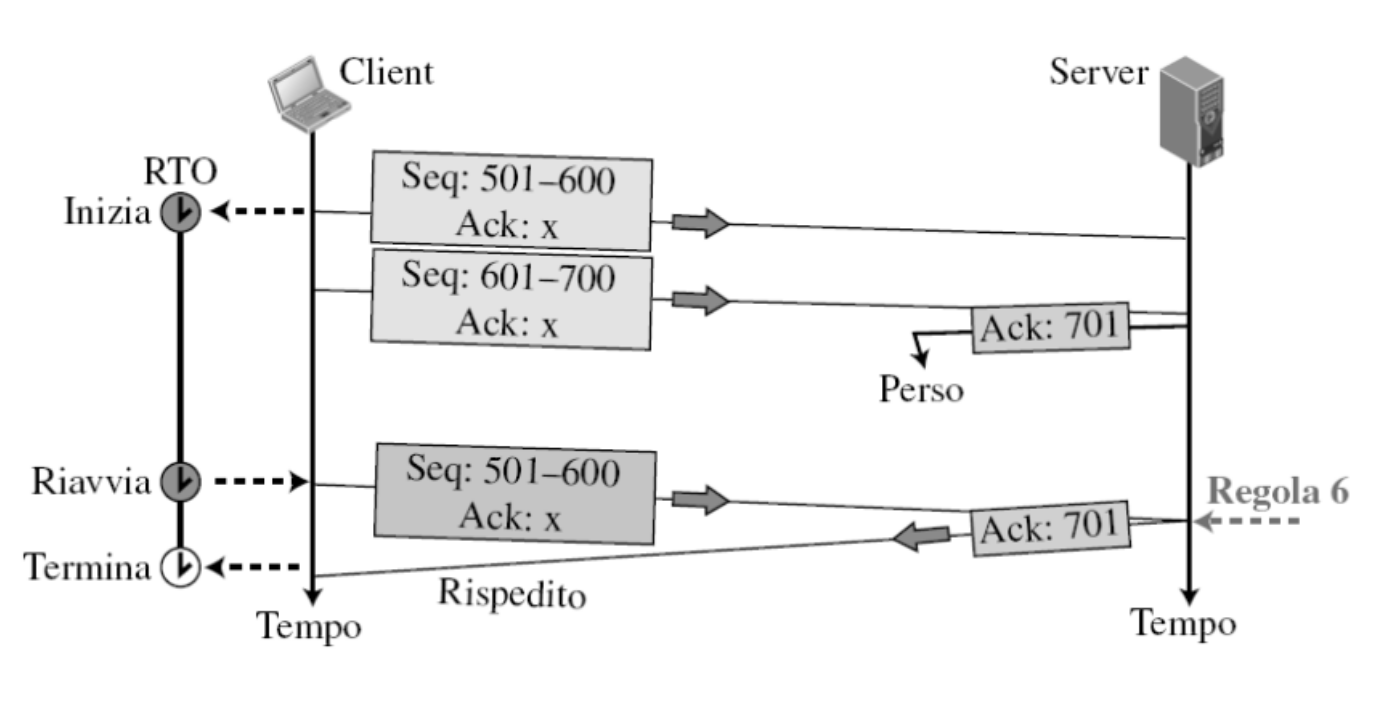 Client
Server
RTO
Inizia
Seq: 501–600
Ack: x
Seq: 601–700
Ack: x
Ack: 701
Perso
Riavvia
Seq: 501–600
Ack: x
Ack: 701
Regola 6
Termina
Rispedito
Tempo
Tempo